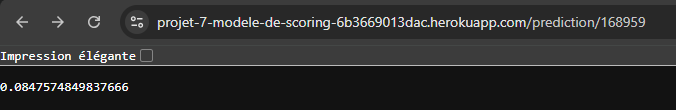 projet-7-modele-de-scoring-6b3669013dac.herokuapp.com/prediction/168959
Impression élégante
0.0847574849837666